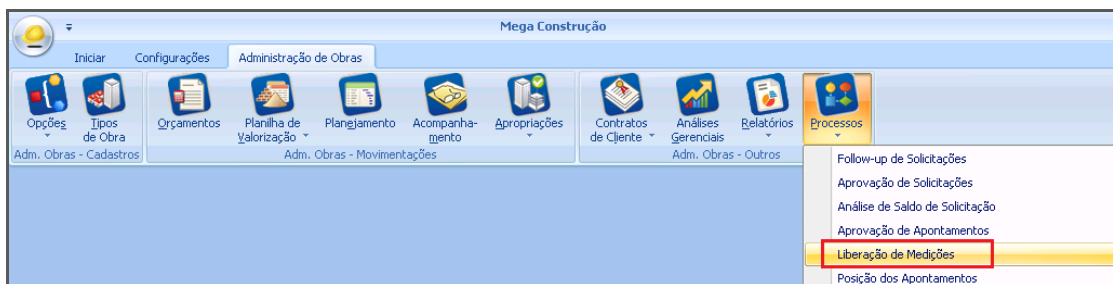 Mega Construção
Iniciar Configurações Administração de Obras
Opções
Tipos
de Obra
Orçamentos
Planilha de
Valorização
Planejamento
Acompanha-
mento
Apropriações
Contratos
de Cliente
Análises
Gerenciais
Relatórios
Processos
Adm. Obras - Cadastros
Adm. Obras - Movimentações
Adm. Obras - Outros
Follow-up de Solicitações
Aprovação de Solicitações
Análise de Saldo de Solicitação
Aprovação de Apontamentos
Liberação de Medições
Posição dos Apontamentos